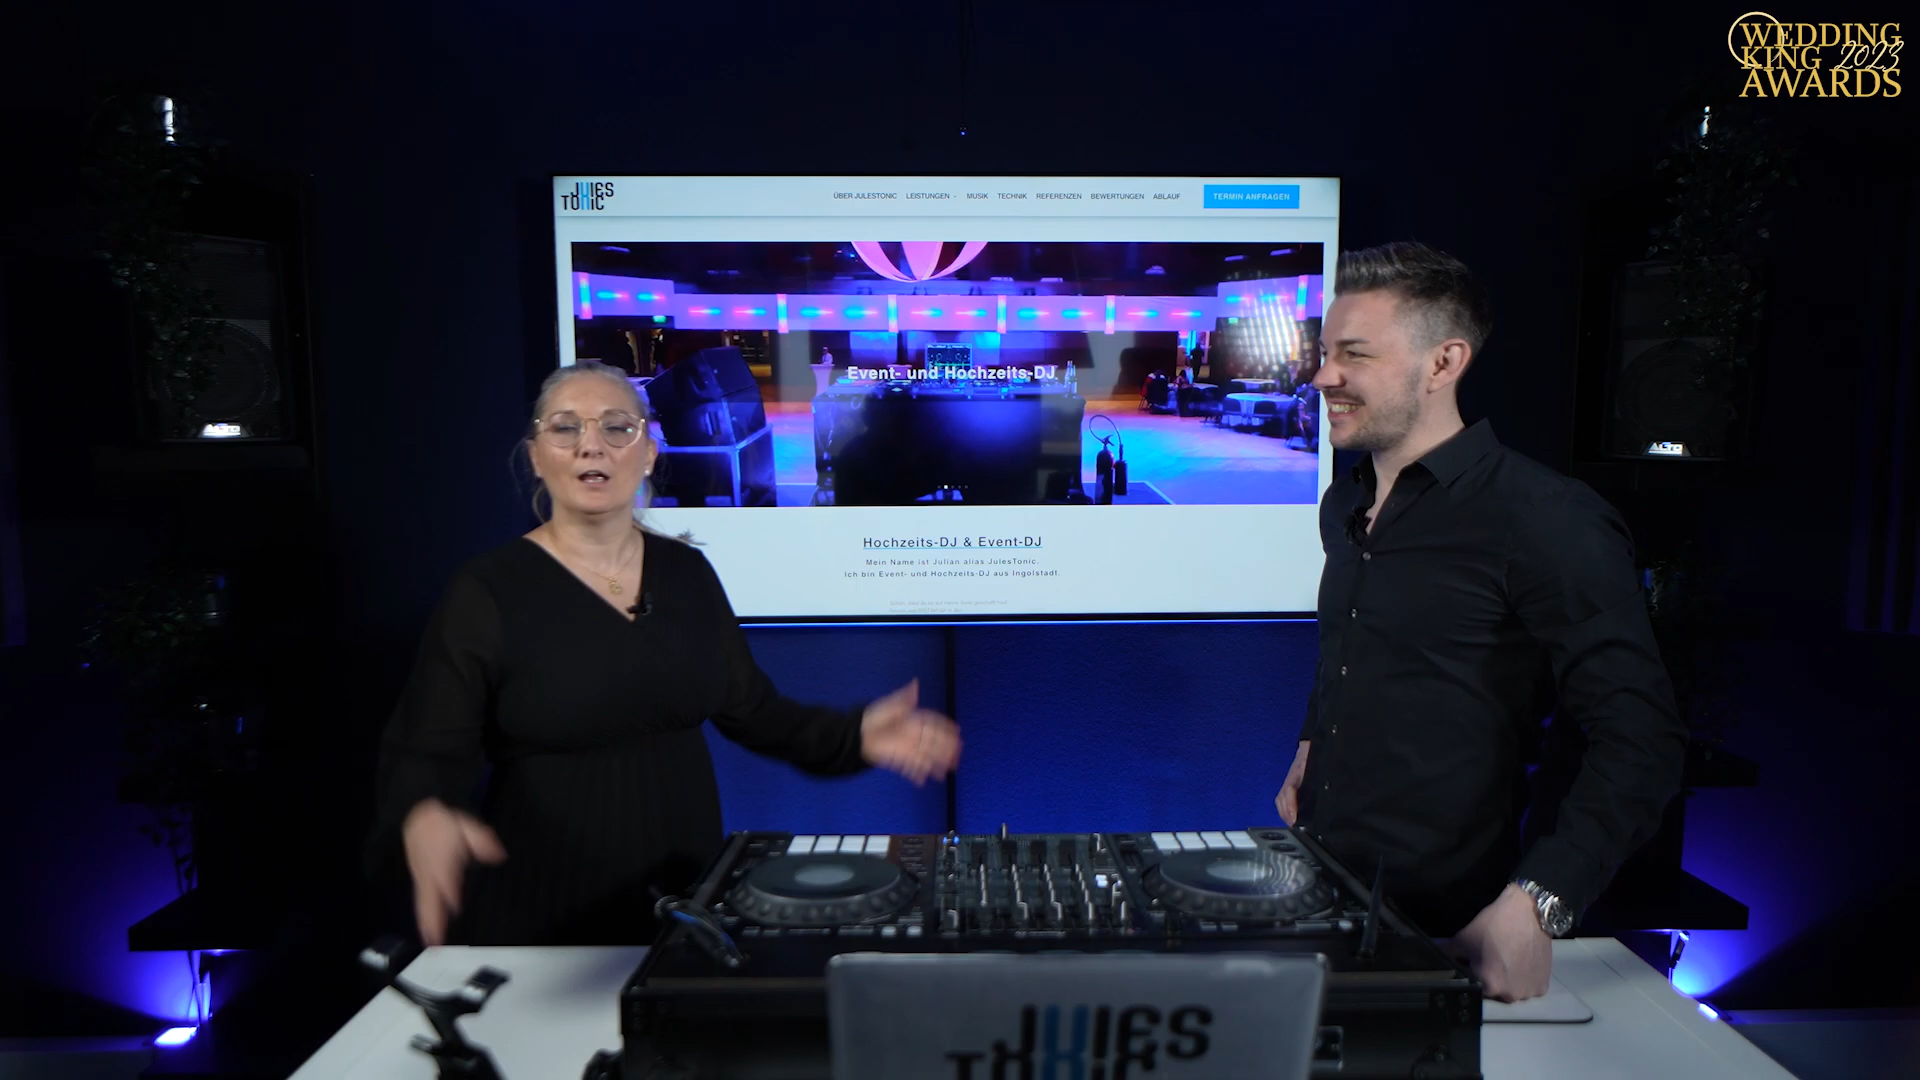 WEDDING
KING 2023
AWARDS
JULES
TONIC
ÜBER JULESTONIC LEISTUNGEN MUSIK TECHNIK REFERENZEN BEWERTUNGEN ABLAUF TERMIN ANFRAGEN
Event- und Hochzeits-DJ
Hochzeits-DJ & Event-DJ
Mein Name ist Julian alias JulesTonic.
Ich bin Event- und Hochzeits-DJ aus Ingolstadt.
ALTO
ALTO
JULES
TONIC